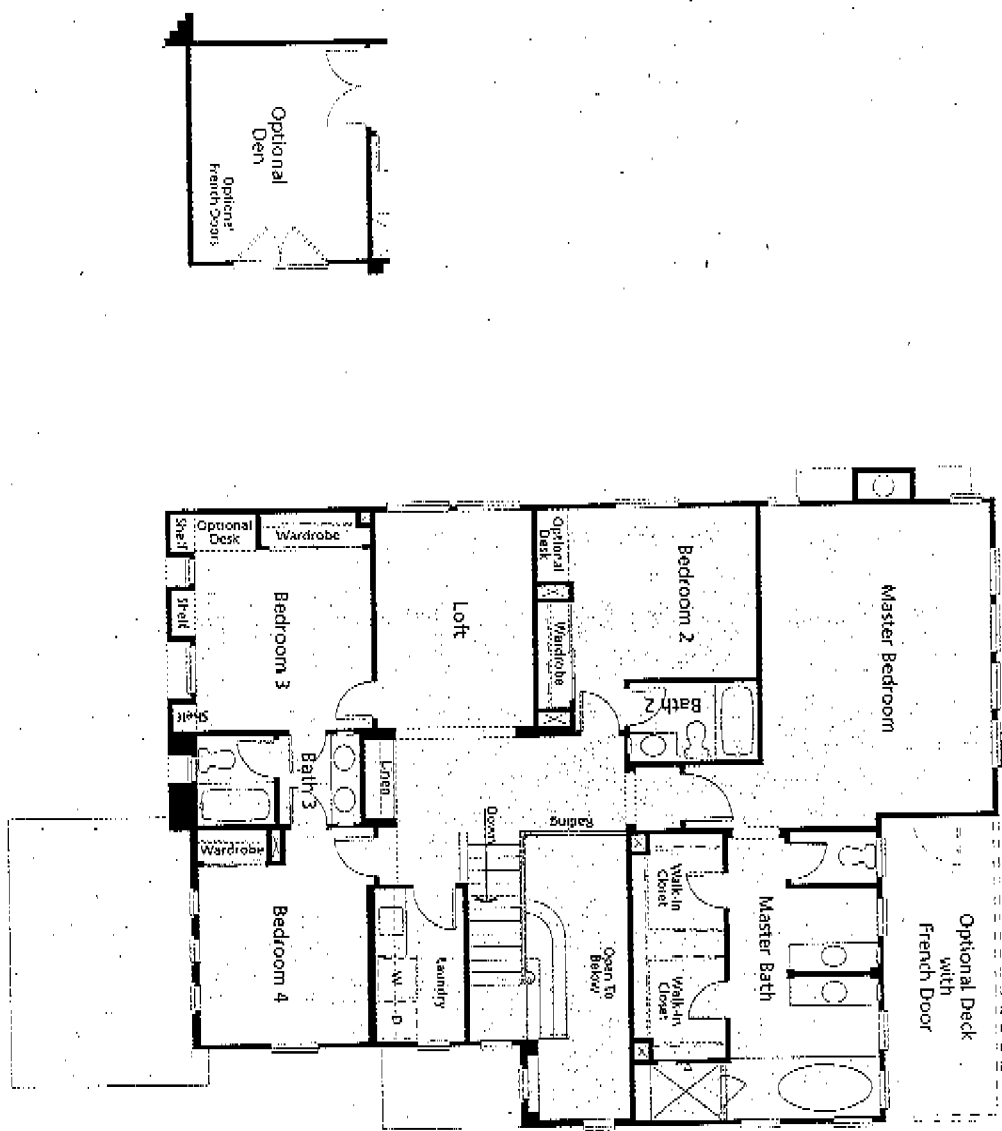 Optional
Den
Optional
French Doors
Shelf
Optional
Desk
Wardrobe
Shelf
Bedroom 3
Shelf
Loft
Optional
Desk
Wardrobe
Bedroom 2
Bath 2
Master Bedroom
Bath 3
Linen
Down
Railing
Wardrobe
Bedroom 4
W
D
Laundry
Open To
Below
Walk-In
Closet
Walk-In
Closet
Master Bath
Optional Deck
with
French Door